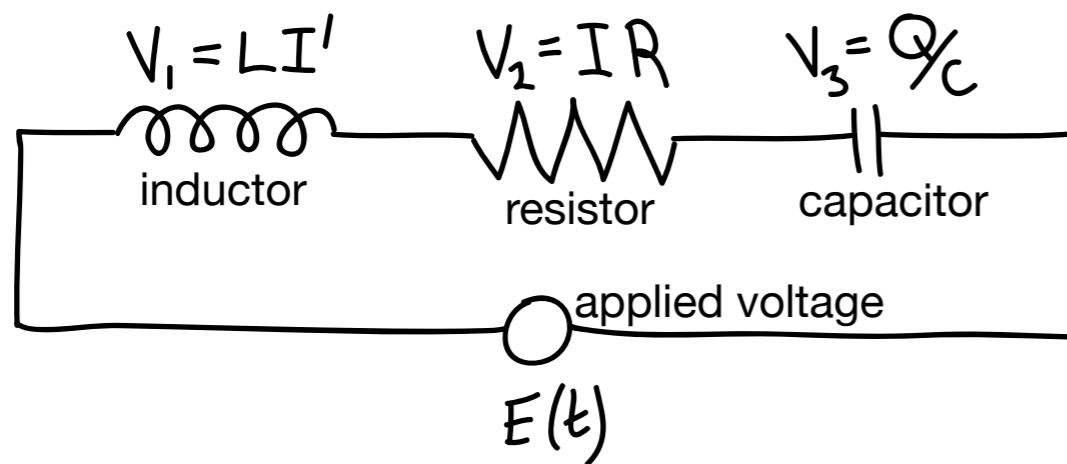 V₁ = LI' V₂ = IR V₃ = Q/C
inductor resistor capacitor
applied voltage
E(t)